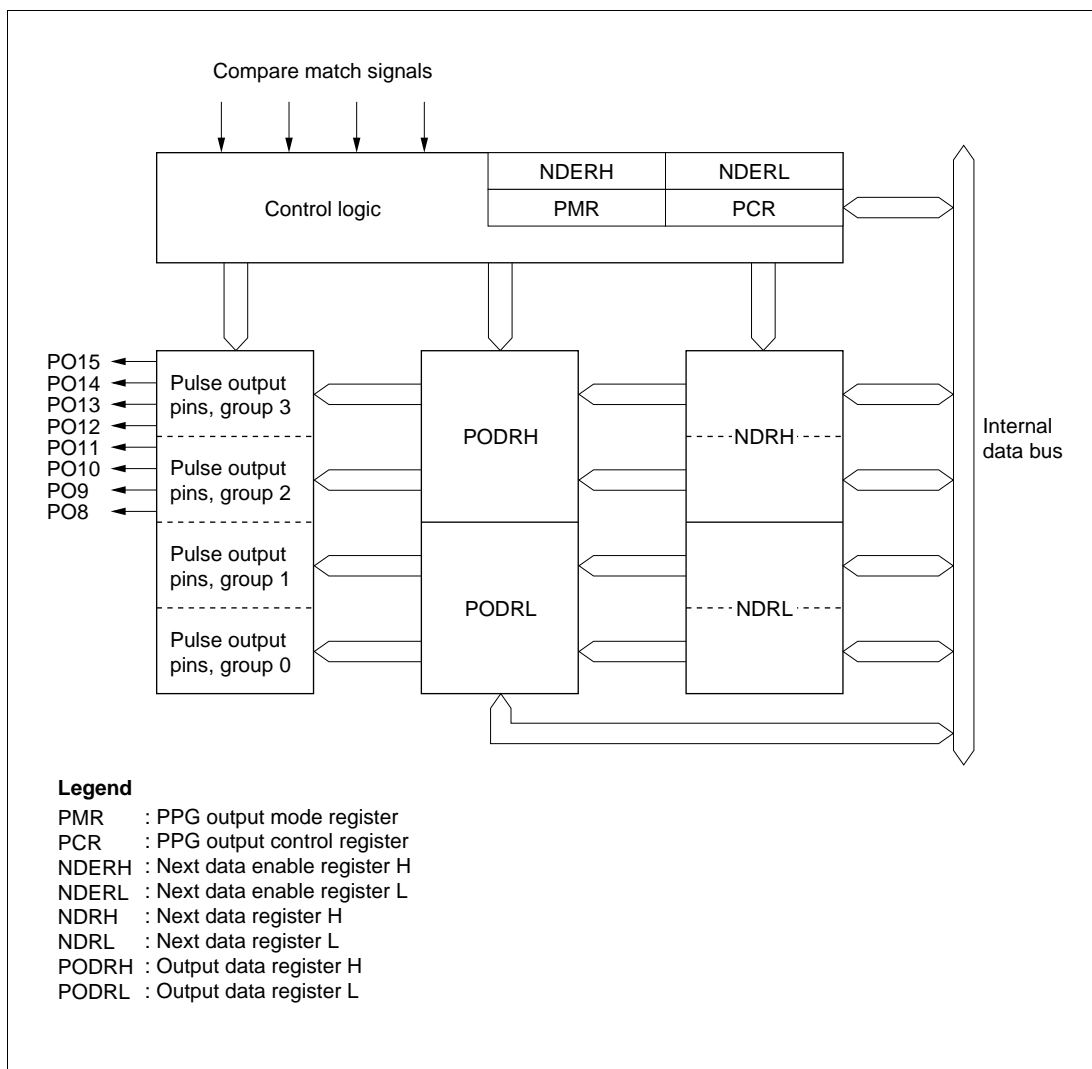 Compare match signals
NDERH NDERL
Control logic PMR PCR
PO15
PO14
PO13
PO12
PO11
PO10
PO9
PO8
Pulse output
pins, group 3
Pulse output
pins, group 2
Pulse output
pins, group 1
Pulse output
pins, group 0
PODRH
PODRL
NDRH
NDRL
Internal
data bus
Legend
PMR : PPG output mode register
PCR : PPG output control register
NDERH : Next data enable register H
NDERL : Next data enable register L
NDRH : Next data register H
NDRL : Next data register L
PODRH : Output data register H
PODRL : Output data register L